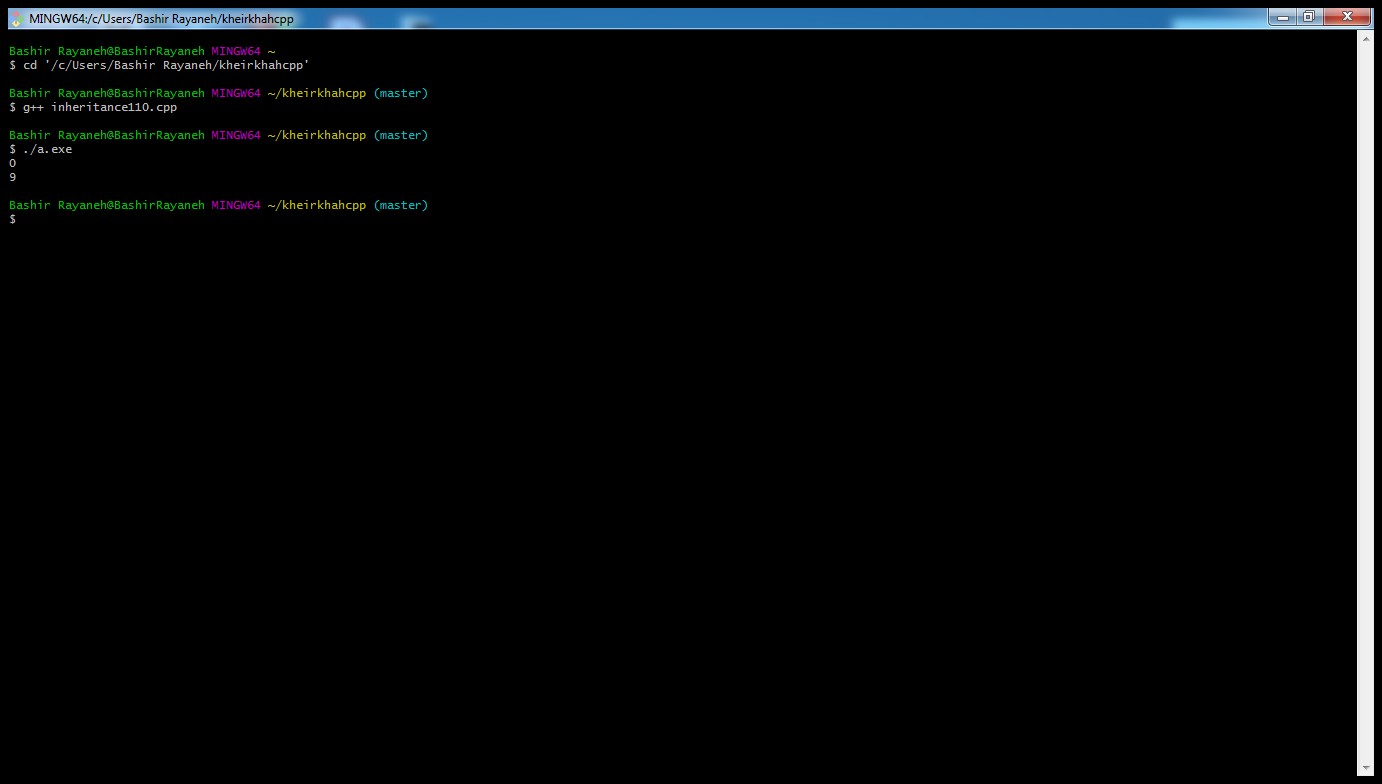 MINGW64:/c/Users/Bashir Rayaneh/kheirkhahcpp
Bashir Rayaneh@BashirRayaneh MINGW64 ~
$ cd '/c/Users/Bashir Rayaneh/kheirkhahcpp'
Bashir Rayaneh@BashirRayaneh MINGW64 ~/kheirkhahcpp (master)
$ g++ inheritance110.cpp
Bashir Rayaneh@BashirRayaneh MINGW64 ~/kheirkhahcpp (master)
$ ./a.exe
0
9
Bashir Rayaneh@BashirRayaneh MINGW64 ~/kheirkhahcpp (master)
$